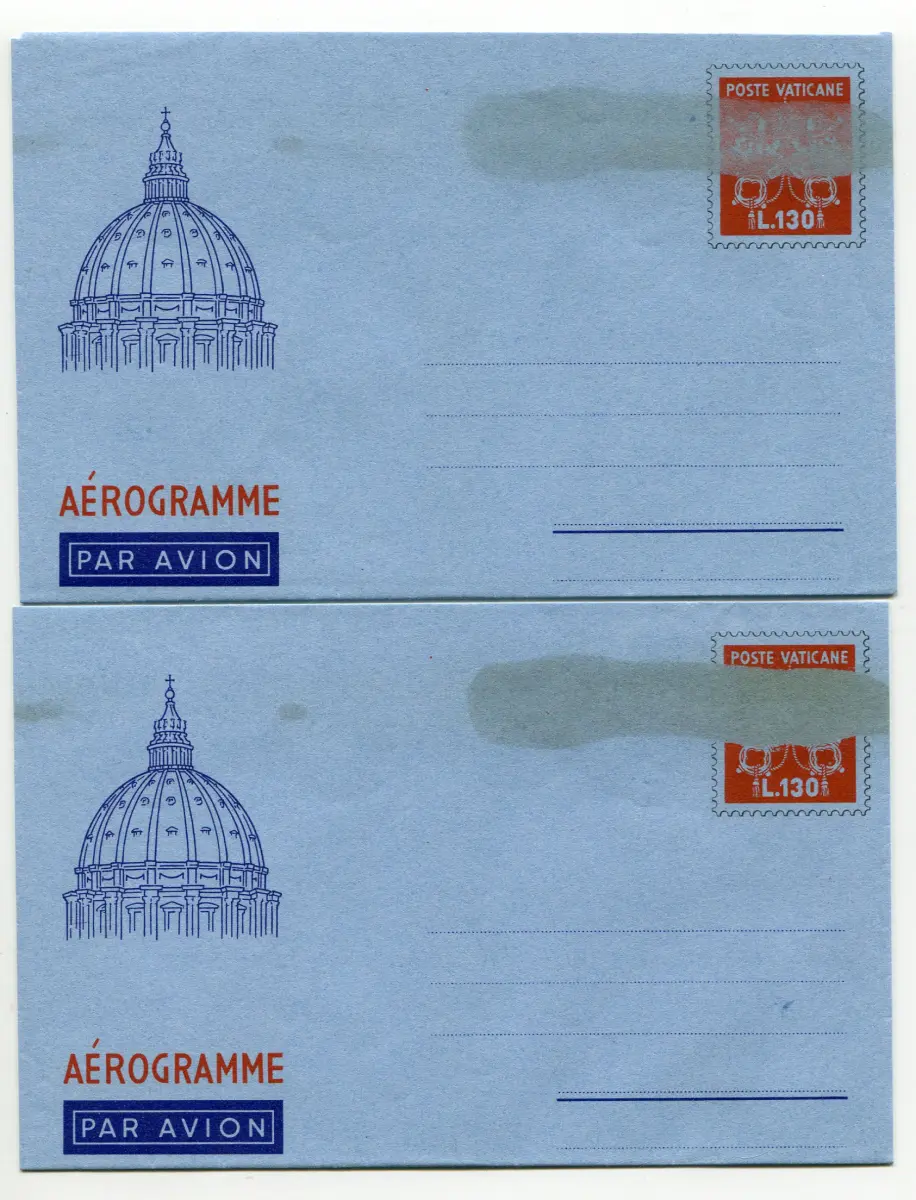 POSTE VATICANE
L.130
AÉROGRAMME
PAR AVION
POSTE VATICANE
L.130
AÉROGRAMME
PAR AVION